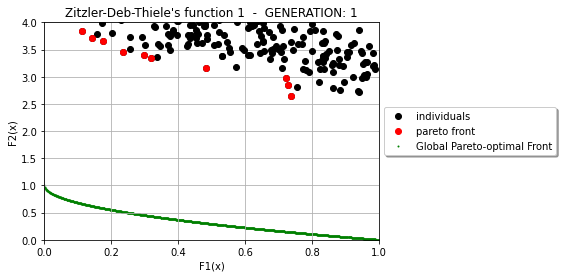 Zitzler-Deb-Thiele's function 1  -  GENERATION: 1
4.0
3.5
3.0
2.5
2.0
1.5
1.0
0.5
0.0
F2(x)
0.0 0.2 0.4 0.6 0.8 1.0
F1(x)
individuals
pareto front
Global Pareto-optimal Front